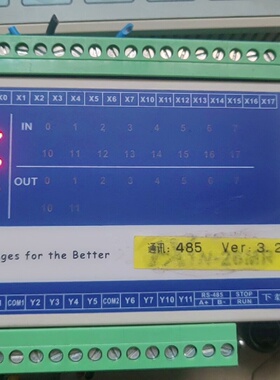 X0 X1 X2 X3 X4 X5 X6 X7 X10 X11 X12 X13 X14 X15 X16 X17
IN 0 1 2 3 4 5 6 7
10 11 12 13 14 15 16 17
OUT 0 1 2 3 4 5 6 7
10 11
ges for the Better
通讯: 485 Ver: 3.2
COM1 Y2 Y3 Y4 Y5 COM2 Y6 Y7 Y10 Y11 RS-485 A+ B- STOP RUN 下载